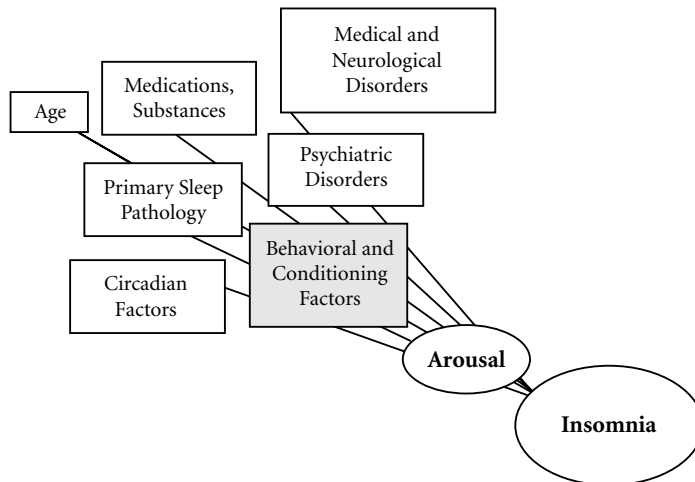 Medical and
Neurological
Disorders
Medications,
Substances
Age
Psychiatric
Disorders
Primary Sleep
Pathology
Behavioral and
Conditioning
Factors
Circadian
Factors
Arousal
Insomnia